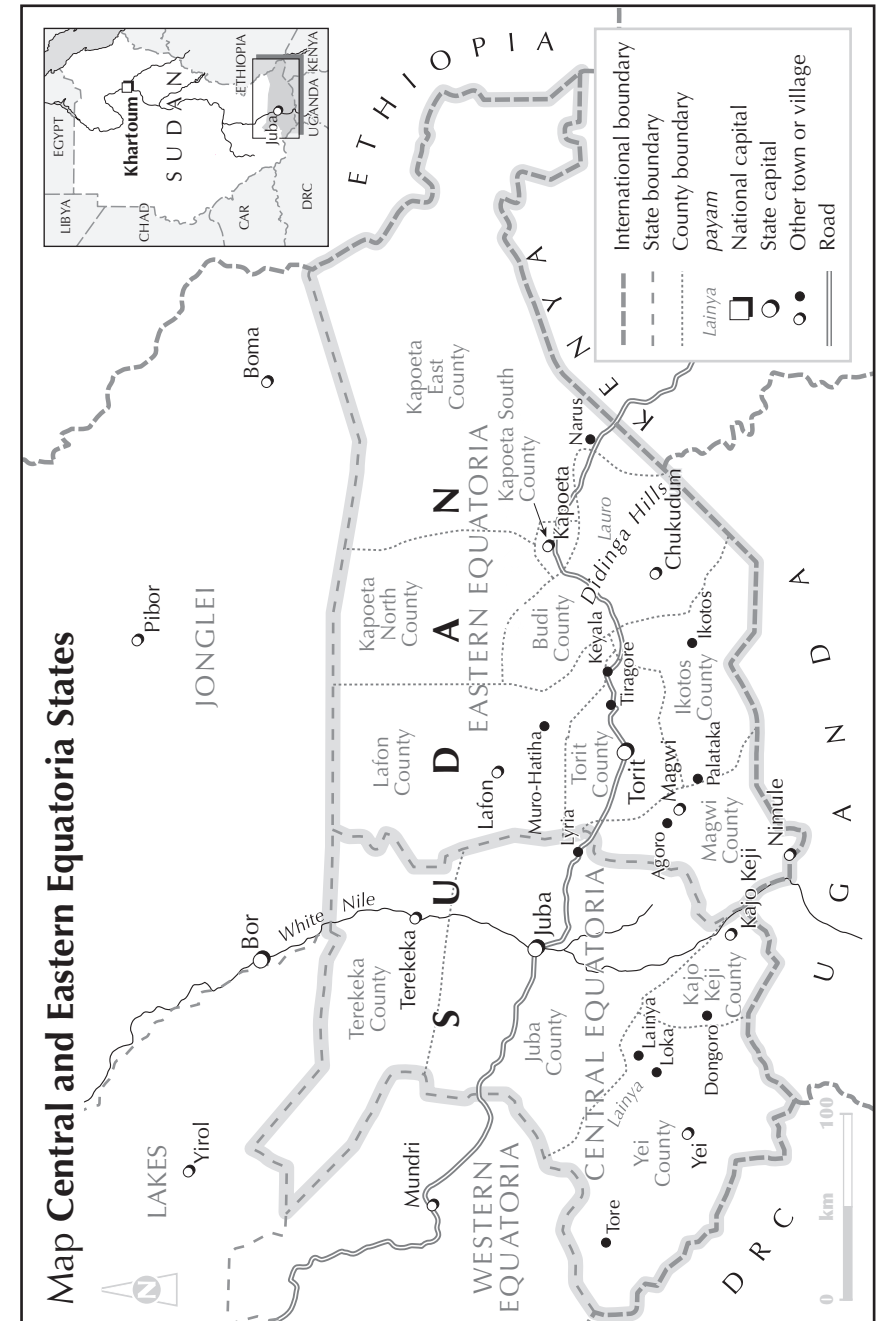 Map Central and Eastern Equatoria States
EGYPT
LIBYA
Khartoum
CHAD
SUDAN
ETHIOPIA
CAR
Juba
DRC
UGANDA
KENYA
International boundary
State boundary
County boundary
Lainya
payam
National capital
State capital
Other town or village
Road
N
0
km
100
LAKES
Yirol
Bor
White Nile
JONGLEI
Pibor
Boma
ETHIOPIA
SUDAN
Mundri
WESTERN
EQUATORIA
Terekeka
County
Terekeka
Lafon
County
Lafon
Muro-Hatiha
Kapoeta
North
County
EASTERN EQUATORIA
Kapoeta
East
County
Kapoeta South
County
Kapoeta
Narus
KENYA
Juba
Juba
County
CENTRAL EQUATORIA
Lyria
Torit
County
Torit
Tiragore
Keyala
Budi
County
Didinga Hills
Lauro
Chukudum
Ikotos
Ikotos
County
Magwi
Palataka
Agoro
Magwi
County
Nimule
Kajo Keji
Kajo
Keji
County
Lainya
Loka
Lainya
Dongoro
Yei
County
Yei
Tore
DRC
UGANDA